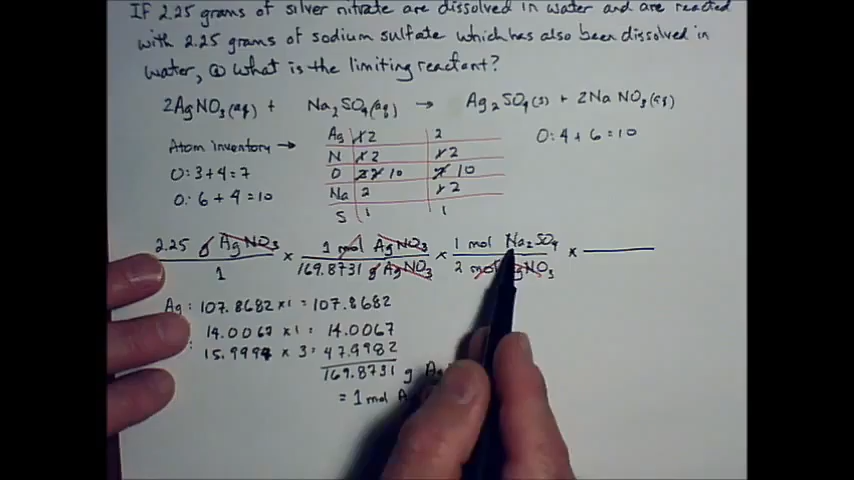 If 2.25 grams of silver nitrate are dissolved in water and are reacted
with 2.25 grams of sodium sulfate which has also been dissolved in
water, ⓐ What is the limiting reactant?
2AgNO₃(aq) + Na₂SO₄(aq) → Ag₂SO₄(s) + 2NaNO₃(aq)
Atom inventory →
Ag 1 2 2
N 1 2 1 2
O 7 10 7 10
Na 2 1 2
S 1 1
O: 3+4=7
O: 6+4=10
O: 4+6=10
2.25 g AgNO₃ × 1 mol AgNO₃ × 1 mol Na₂SO₄ ×
1 169.8731 g AgNO₃ 2 mol AgNO₃
Ag: 107.8682 × 1 = 107.8682
14.0067 × 1 = 14.0067
15.9994 × 3 = 47.9982
169.8731 g
= 1 mol